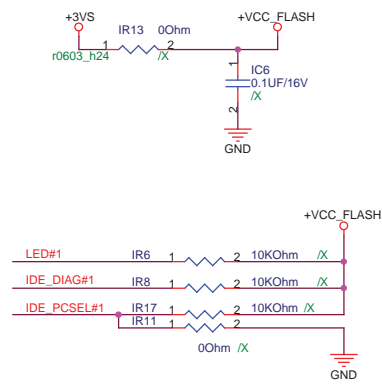 +3VS
+VCC_FLASH
IR13
0Ohm
1
2
r0603_h24
/X
1
IC6
0.1UF/16V
/X
2
GND
+VCC_FLASH
LED#1
IR6
1
2
10KOhm
/X
IDE_DIAG#1
IR8
1
2
10KOhm
/X
IDE_PCSEL#1
IR17
1
2
10KOhm
/X
IR11
1
2
0Ohm
/X
GND